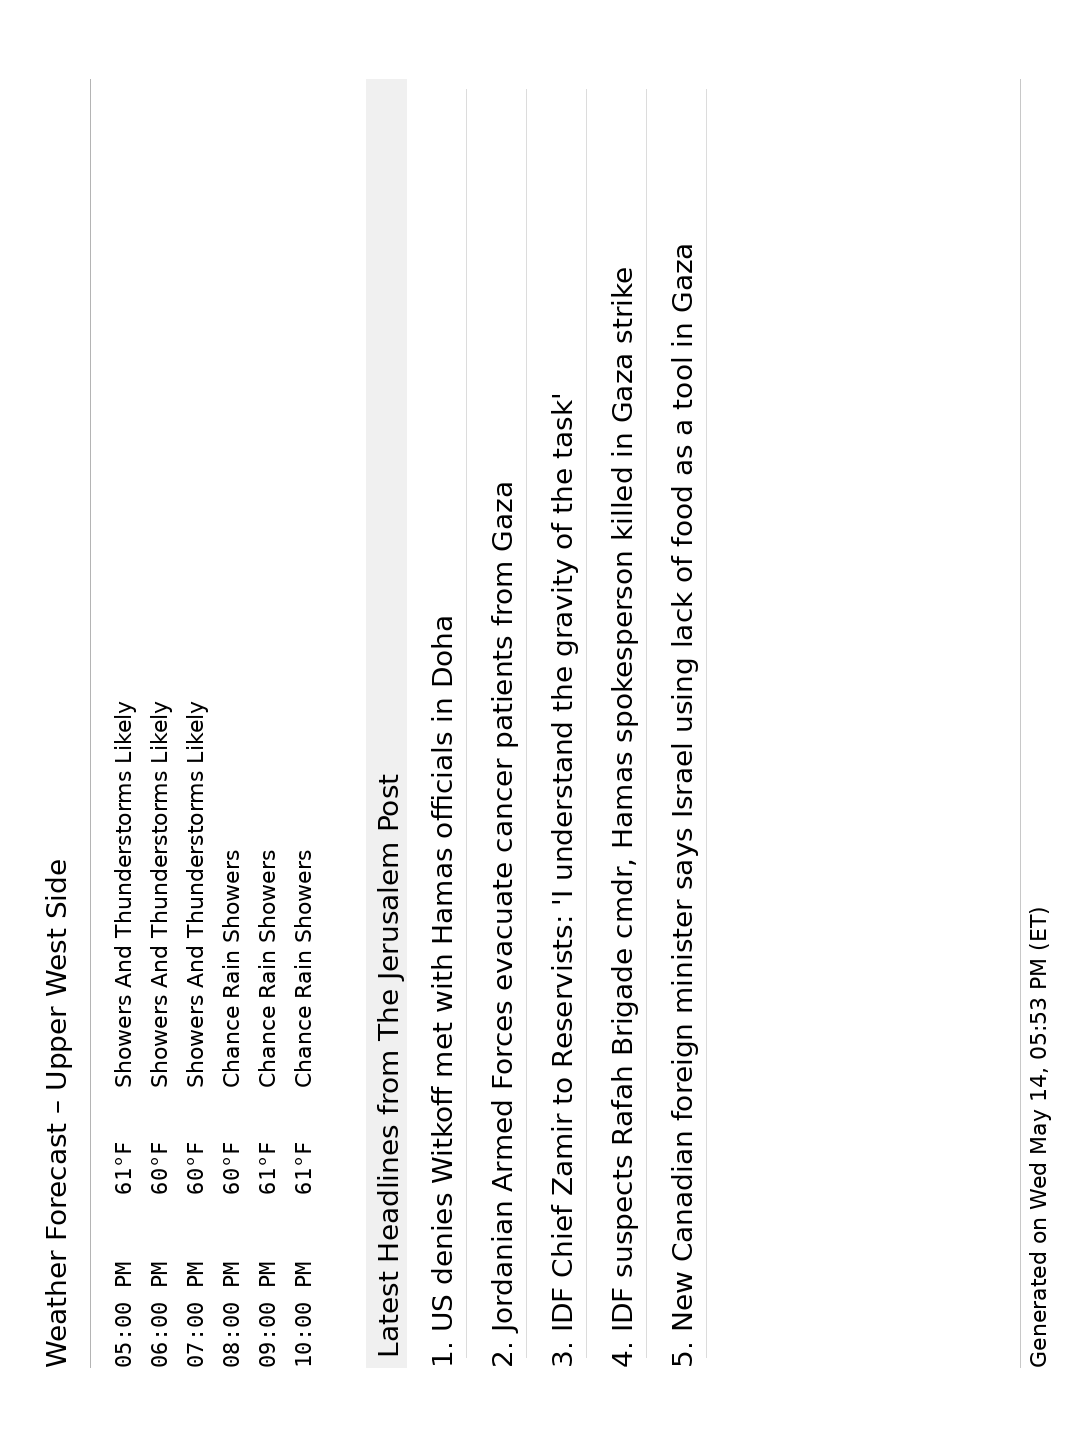 Weather Forecast – Upper West Side
05:00 PM 61°F Showers And Thunderstorms Likely
06:00 PM 60°F Showers And Thunderstorms Likely
07:00 PM 60°F Showers And Thunderstorms Likely
08:00 PM 60°F Chance Rain Showers
09:00 PM 61°F Chance Rain Showers
10:00 PM 61°F Chance Rain Showers
Latest Headlines from The Jerusalem Post
1. US denies Witkoff met with Hamas officials in Doha
2. Jordanian Armed Forces evacuate cancer patients from Gaza
3. IDF Chief Zamir to Reservists: 'I understand the gravity of the task'
4. IDF suspects Rafah Brigade cmdr, Hamas spokesperson killed in Gaza strike
5. New Canadian foreign minister says Israel using lack of food as a tool in Gaza
Generated on Wed May 14, 05:53 PM (ET)